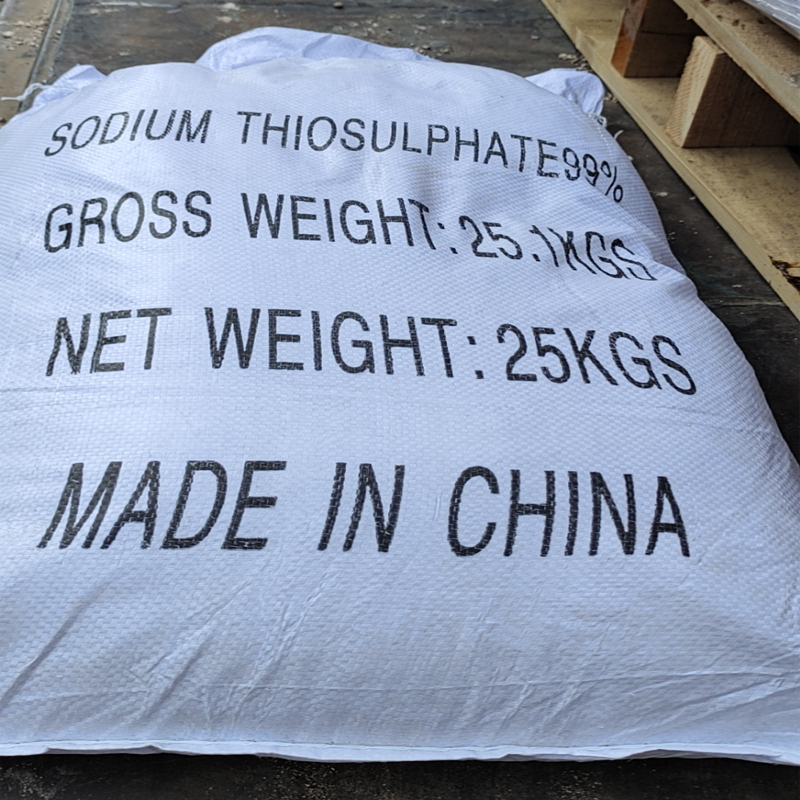 SODIUM THIOSULPHATE99%
GROSS WEIGHT:25.1KGS
NET WEIGHT:25KGS
MADE IN CHINA